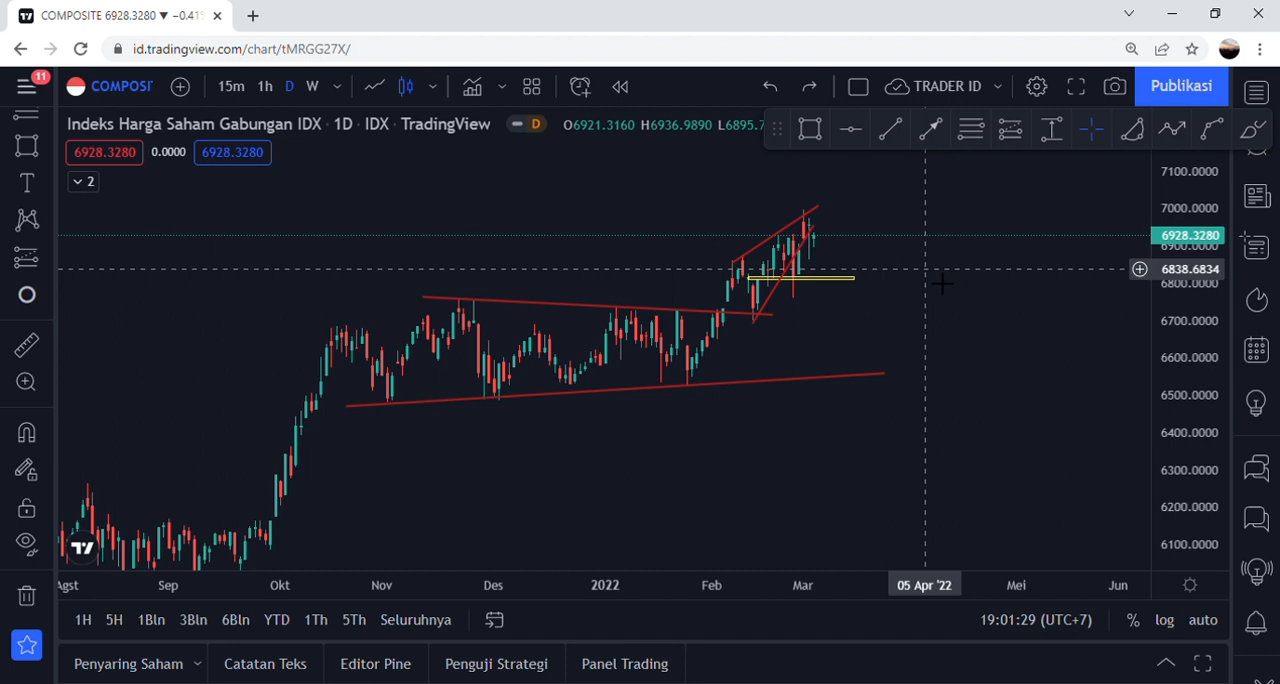 COMPOSITE 6928.3280 ▼ −0.41%
id.tradingview.com/chart/tMRGG27X/
11
COMPOSI
15m 1h D W
TRADER ID
Publikasi
Indeks Harga Saham Gabungan IDX · 1D · IDX · TradingView
D
O6921.3160 H6936.9890 L6895.7
6928.3280 0.0000 6928.3280
2
7100.0000
7000.0000
6928.3280
6900.0000
6838.6834
6800.0000
6700.0000
6600.0000
6500.0000
6400.0000
6300.0000
6200.0000
6100.0000
Agst Sep Okt Nov Des 2022 Feb Mar 05 Apr '22 Mei Jun
1H 5H 1Bln 3Bln 6Bln YTD 1Th 5Th Seluruhnya 19:01:29 (UTC+7) % log auto
Penyaring Saham Catatan Teks Editor Pine Penguji Strategi Panel Trading